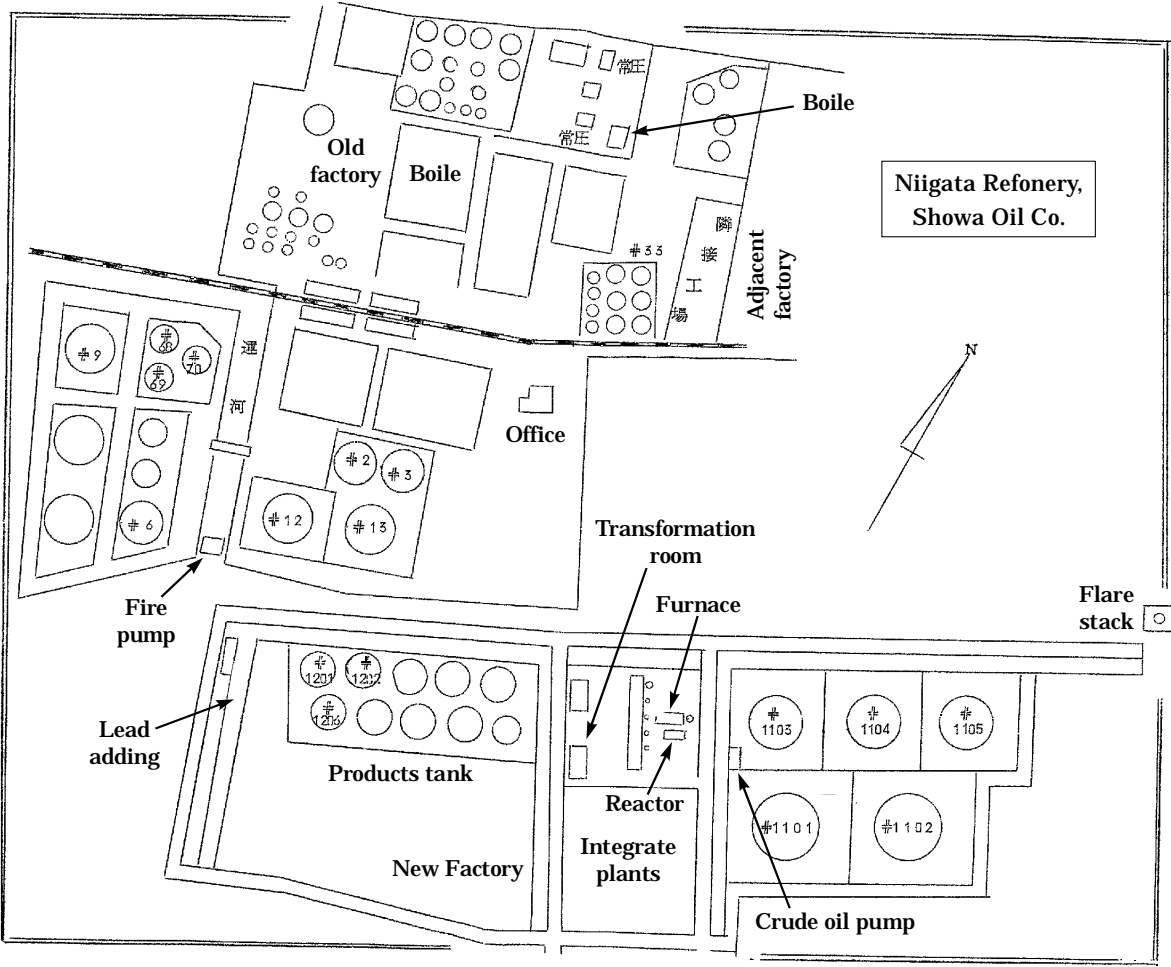 常圧
Boile
常圧
Old
factory
Boile
Niigata Refonery,
Showa Oil Co.
#33
隣
接
工
場
Adjacent
factory
#9
#68
#70
#69
運
河
N
Office
#2
#3
#12
#13
#6
Transformation
room
Fire
pump
Furnace
Flare
stack
#1201
#1202
#1206
#1103
#1104
#1105
Lead
adding
Products tank
Reactor
#1101
#1102
Integrate
plants
New Factory
Crude oil pump